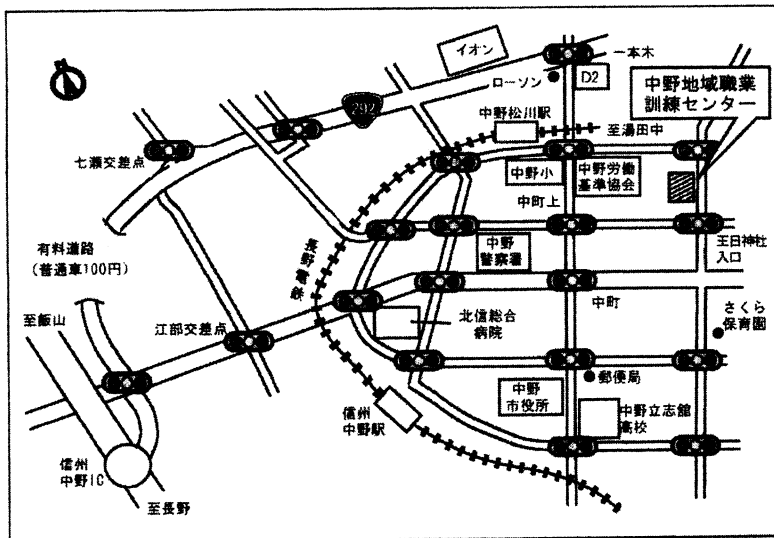 イオン
一本木
ローソン
D2
中野地域職業
訓練センター
292
中野松川駅
至湯田中
七瀬交差点
中野小
中野労働
基準協会
中町上
有料道路
(普通車100円)
長野電鉄
中野
警察署
王日神社
入口
至飯山
江部交差点
北信総合
病院
中町
さくら
保育園
郵便局
信州
中野駅
中野
市役所
中野立志館
高校
信州
中野IC
至長野